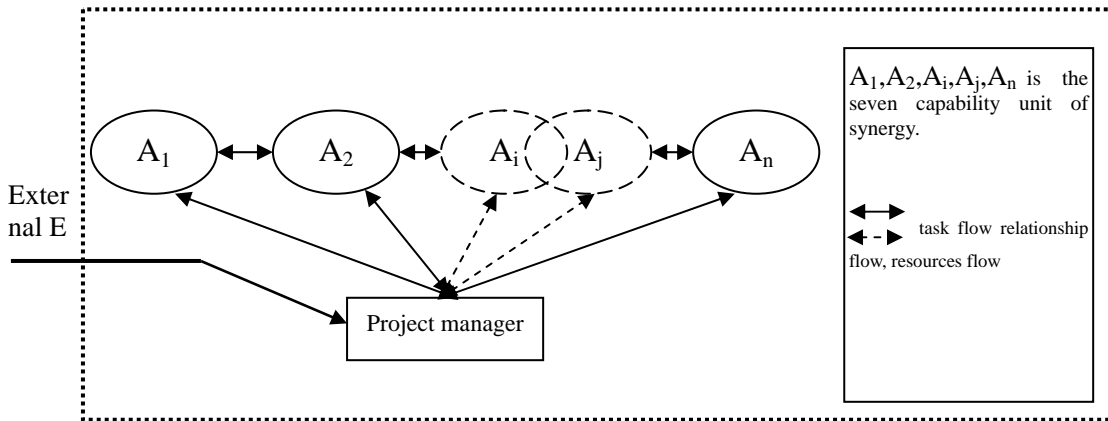 A1
A2
Ai
Aj
An
Exter
nal E
Project manager
A1,A2,Ai,Aj,An is the
seven capability unit of
synergy.
task flow relationship
flow, resources flow